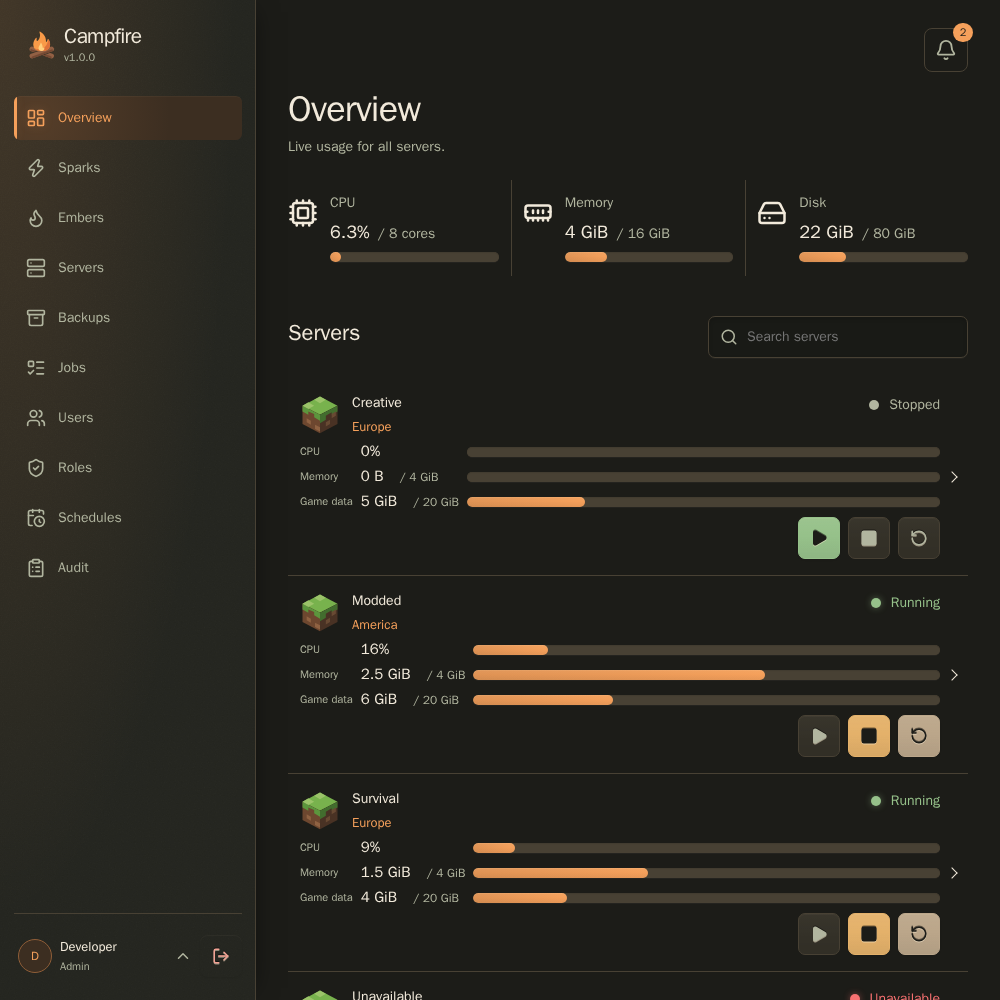 Campfire
v1.0.0
2
Overview
Sparks
Embers
Servers
Backups
Jobs
Users
Roles
Schedules
Audit
D
Developer
Admin
Overview
Live usage for all servers.
CPU
6.3% / 8 cores
Memory
4 GiB / 16 GiB
Disk
22 GiB / 80 GiB
Servers
Search servers
Creative
Stopped
Europe
CPU 0%
Memory 0 B / 4 GiB
Game data 5 GiB / 20 GiB
Modded
Running
America
CPU 16%
Memory 2.5 GiB / 4 GiB
Game data 6 GiB / 20 GiB
Survival
Running
Europe
CPU 9%
Memory 1.5 GiB / 4 GiB
Game data 4 GiB / 20 GiB
Unavailable
Unavailable